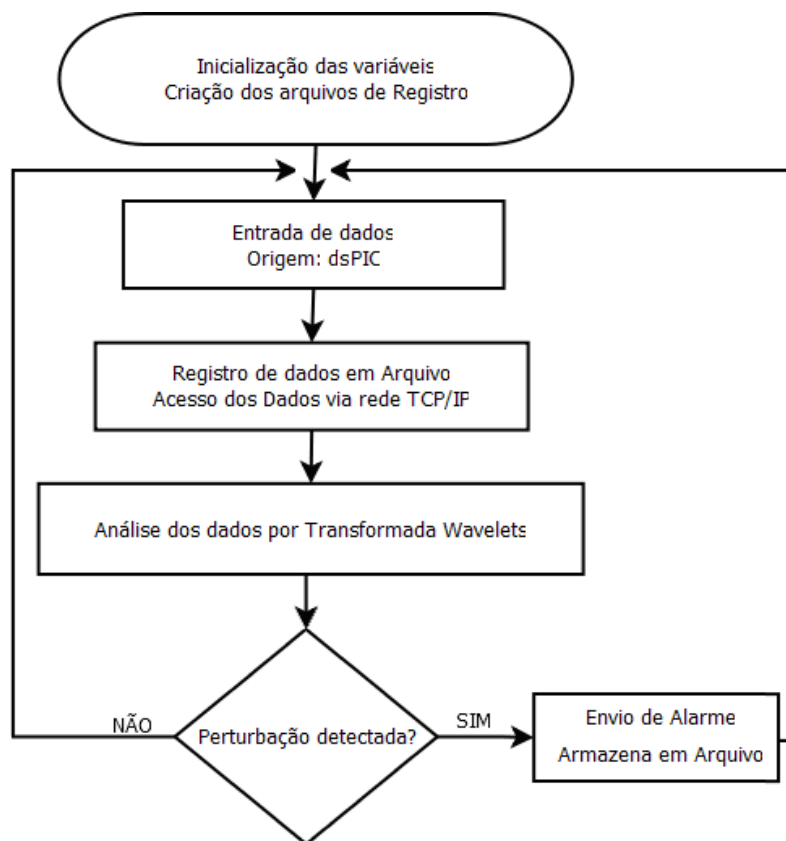 Inicialização das variáveis
Criação dos arquivos de Registro
Entrada de dados
Origem: dsPIC
Registro de dados em Arquivo
Acesso dos Dados via rede TCP/IP
Análise dos dados por Transformada Wavelets
Perturbação detectada?
NÃO
SIM
Envio de Alarme
Armazena em Arquivo